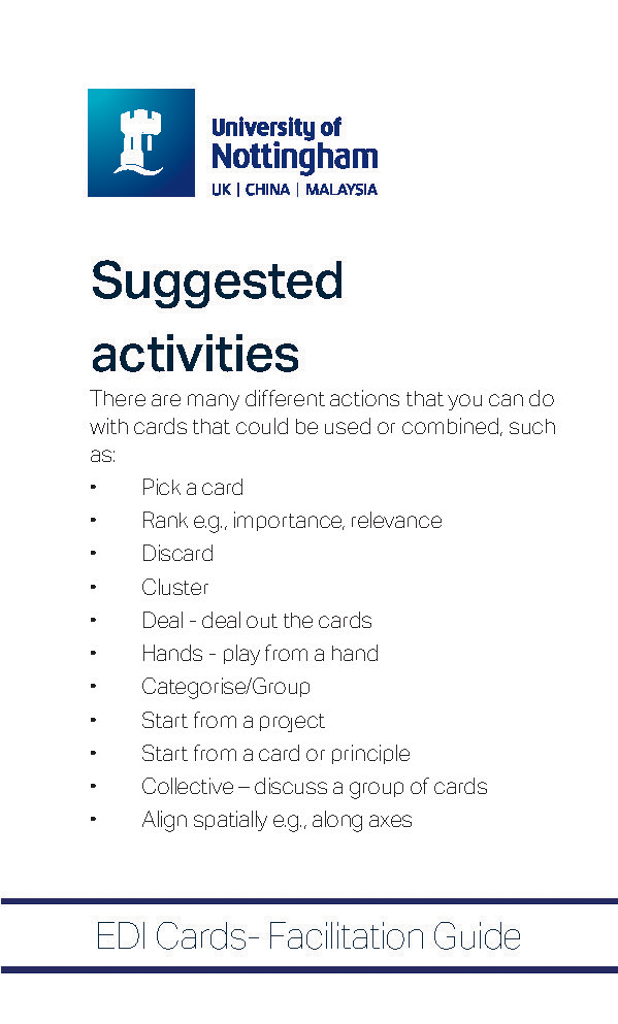 University of
Nottingham
UK | CHINA | MALAYSIA
Suggested
activities
There are many different actions that you can do
with cards that could be used or combined, such
as:
• Pick a card
• Rank e.g., importance, relevance
• Discard
• Cluster
• Deal - deal out the cards
• Hands - play from a hand
• Categorise/Group
• Start from a project
• Start from a card or principle
• Collective – discuss a group of cards
• Align spatially e.g., along axes
EDI Cards- Facilitation Guide